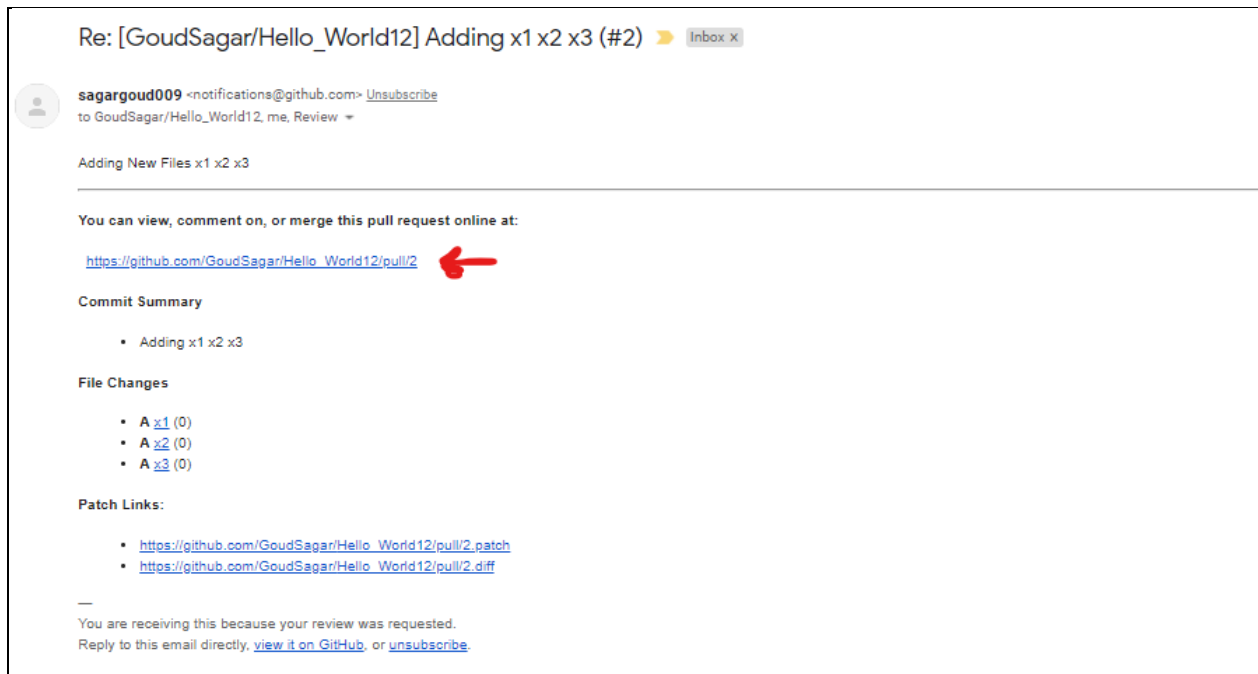 Re: [GoudSagar/Hello_World12] Adding x1 x2 x3 (#2) Inbox x
sagargoud009 <notifications@github.com> Unsubscribe
to GoudSagar/Hello_World12, me, Review
Adding New Files x1 x2 x3
You can view, comment on, or merge this pull request online at:
https://github.com/GoudSagar/Hello_World12/pull/2
Commit Summary
• Adding x1 x2 x3
File Changes
• A x1 (0)
• A x2 (0)
• A x3 (0)
Patch Links:
• https://github.com/GoudSagar/Hello_World12/pull/2.patch
• https://github.com/GoudSagar/Hello_World12/pull/2.diff
—
You are receiving this because your review was requested.
Reply to this email directly, view it on GitHub, or unsubscribe.